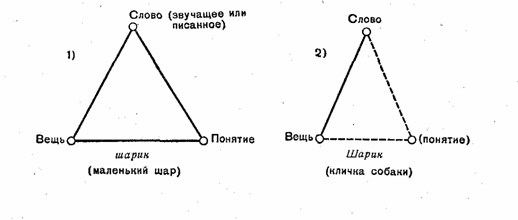 1)
Слово (звучащее или
писанное)
Вещь
Понятие
шарик
(маленький шар)
2)
Слово
Вещь
(понятие)
Шарик
(кличка собаки)